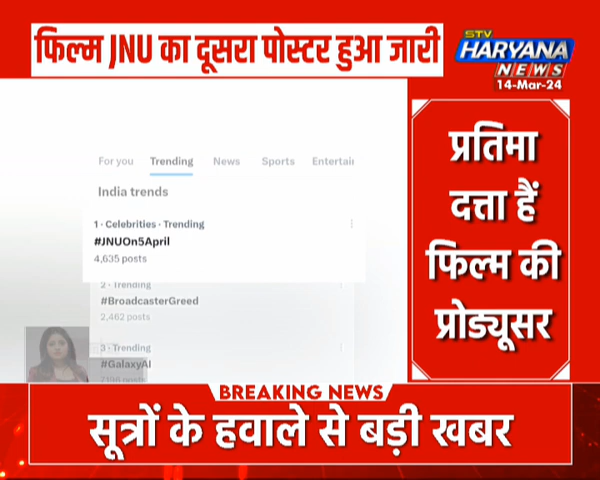 फिल्म JNU का दूसरा पोस्टर हुआ जारी
STV
HARYANA
NEWS
14-Mar-24
For you Trending News Sports Entertain
India trends
1 · Celebrities · Trending
#JNUOn5April
4,635 posts
2 · Trending
#BroadcasterGreed
2,462 posts
3 · Trending
#GalaxyAI
प्रतिमा
दत्ता हैं
फिल्म की
प्रोड्यूसर
BREAKING NEWS
सूत्रों के हवाले से बड़ी खबर